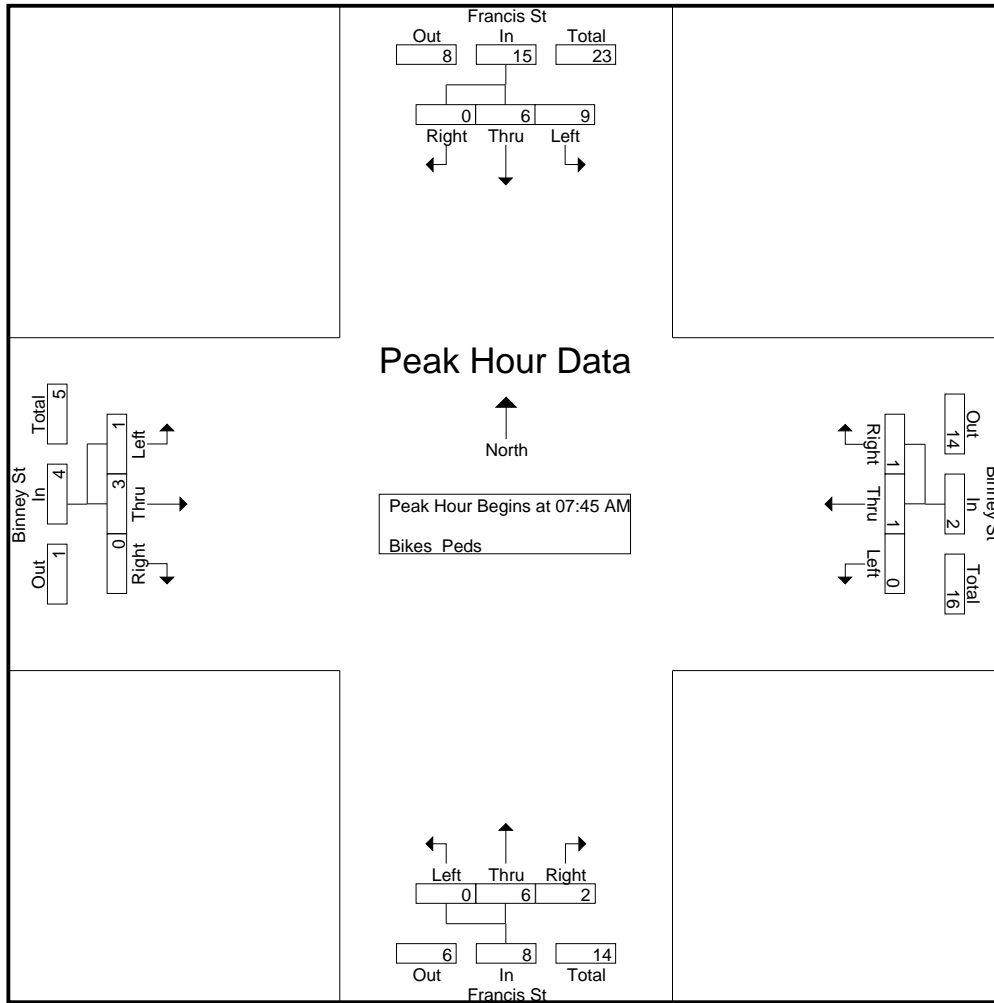 Francis St
Out In Total
8 15 23
0 6 9
Right Thru Left
Peak Hour Data
North
Peak Hour Begins at 07:45 AM
Bikes Peds
Binney St
Total In Out
5 4 1
1 3 0
Left Thru Right
Binney St
Out In Total
14 2 16
1 1 0
Right Thru Left
Left Thru Right
0 6 2
6 8 14
Out In Total
Francis St